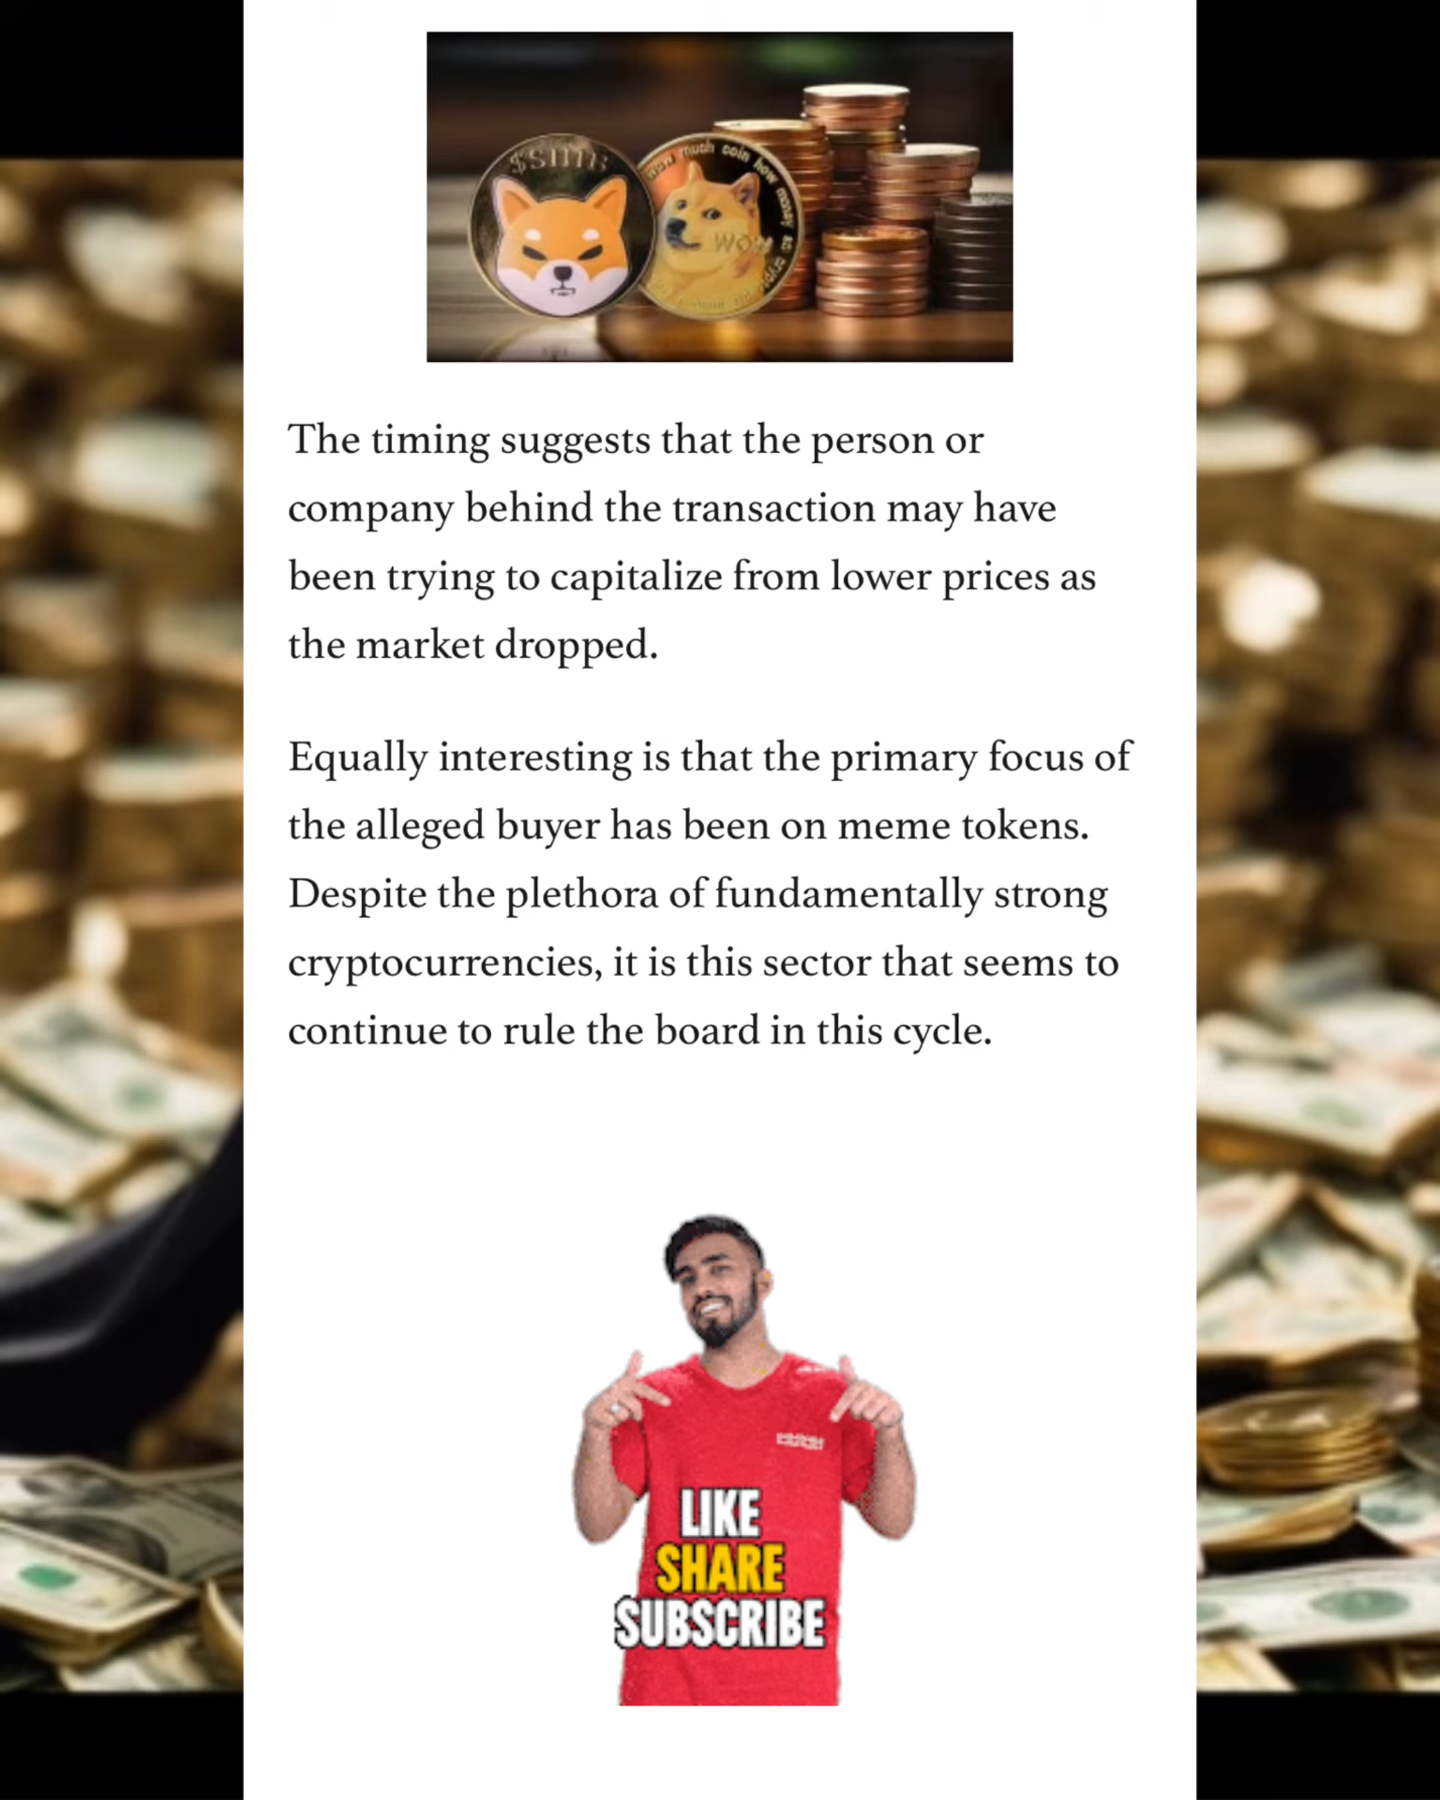 $SHIB
much coin how money so crypto
WOW
The timing suggests that the person or
company behind the transaction may have
been trying to capitalize from lower prices as
the market dropped.
Equally interesting is that the primary focus of
the alleged buyer has been on meme tokens.
Despite the plethora of fundamentally strong
cryptocurrencies, it is this sector that seems to
continue to rule the board in this cycle.
LIKE
SHARE
SUBSCRIBE